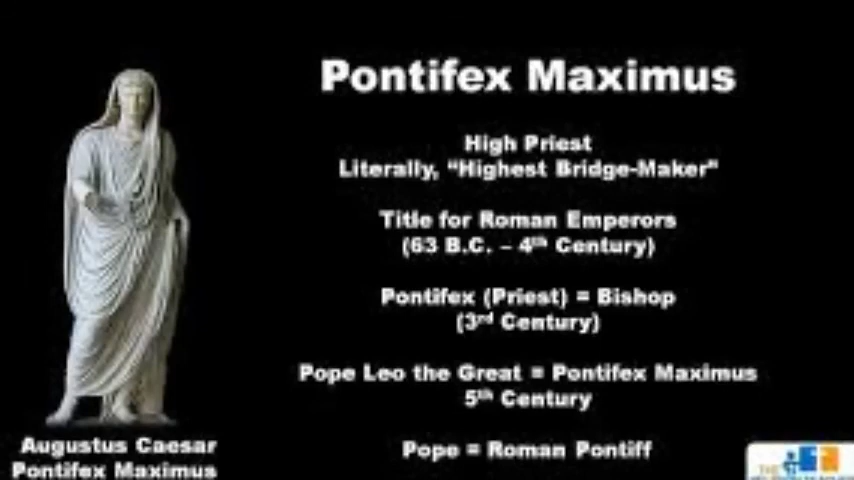 Pontifex Maximus
High Priest
Literally, "Highest Bridge-Maker"
Title for Roman Emperors
(63 B.C. – 4th Century)
Pontifex (Priest) = Bishop
(3rd Century)
Pope Leo the Great = Pontifex Maximus
5th Century
Pope = Roman Pontiff
Augustus Caesar
Pontifex Maximus
THE